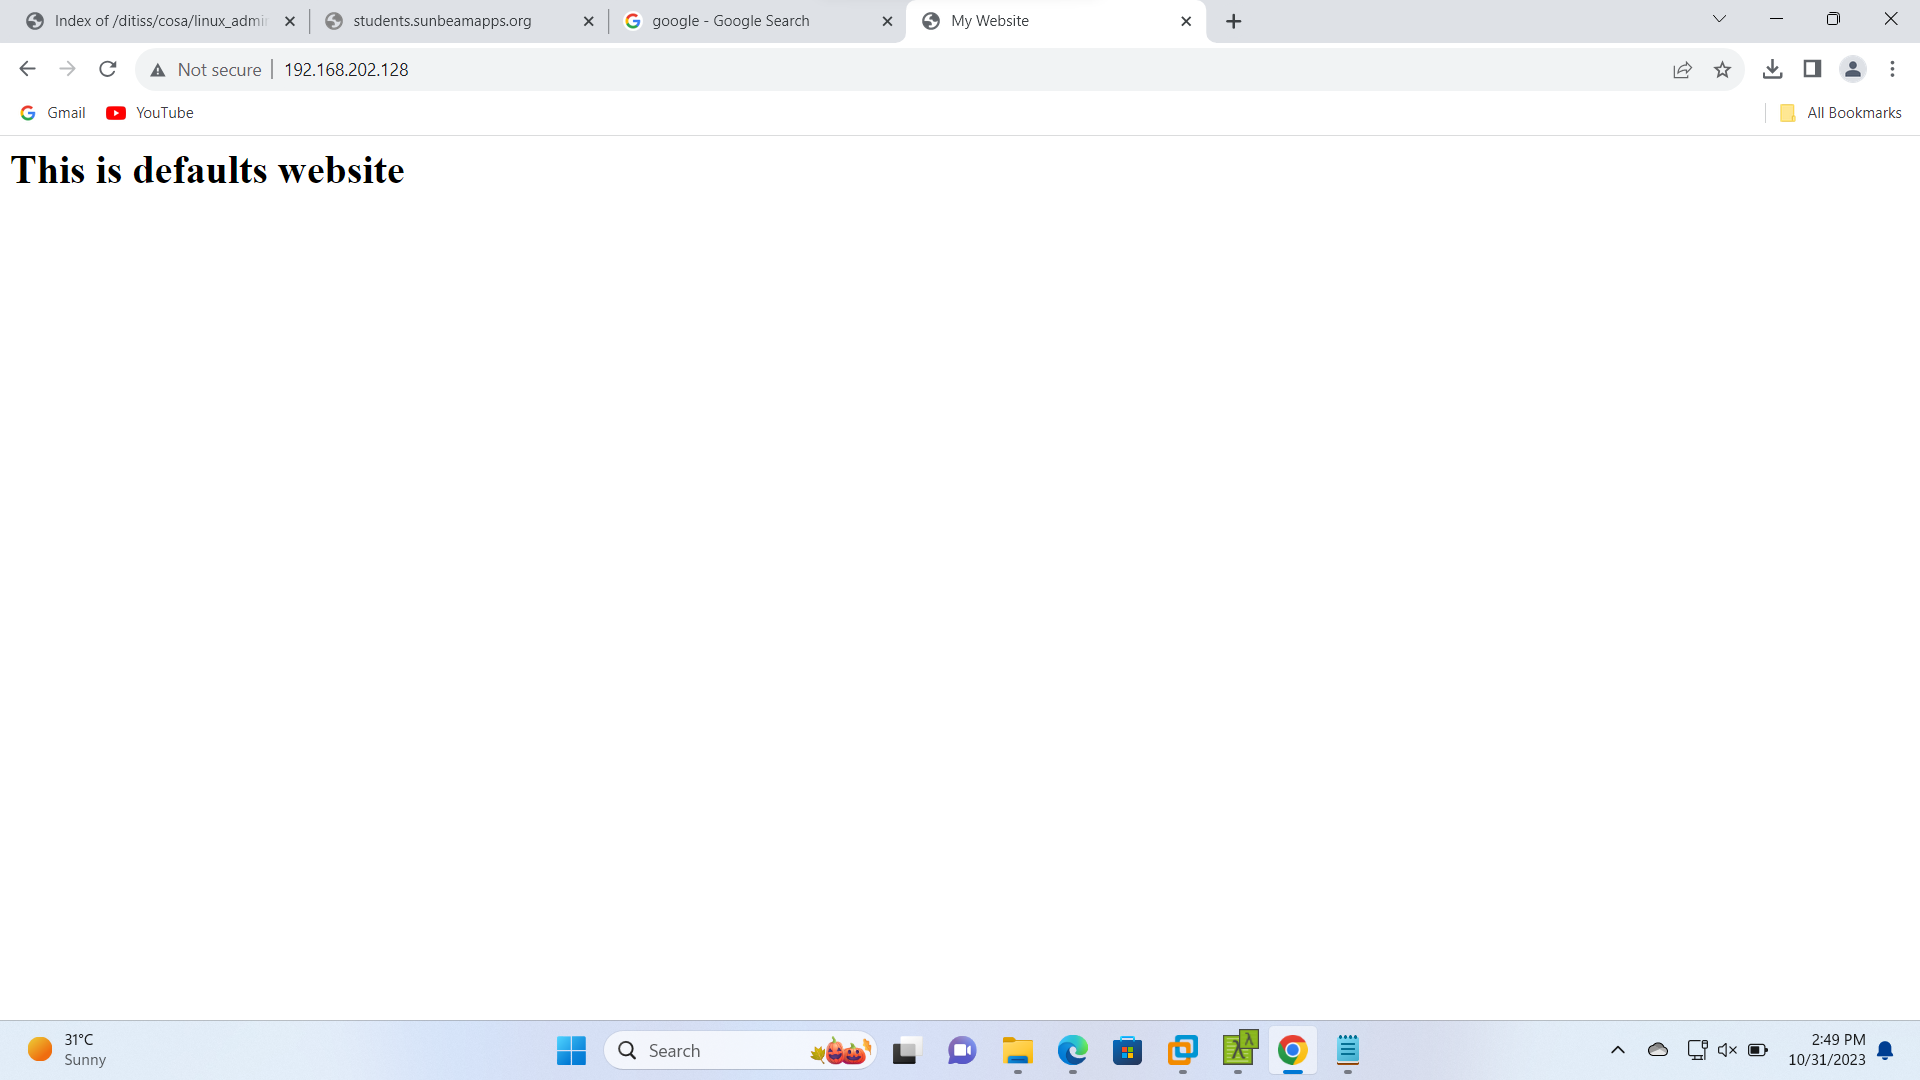 Index of /ditiss/cosa/linux_admi
students.sunbeamapps.org
google - Google Search
My Website
Not secure
192.168.202.128
Gmail
YouTube
All Bookmarks
This is defaults website
31°C
Sunny
Search
2:49 PM
10/31/2023